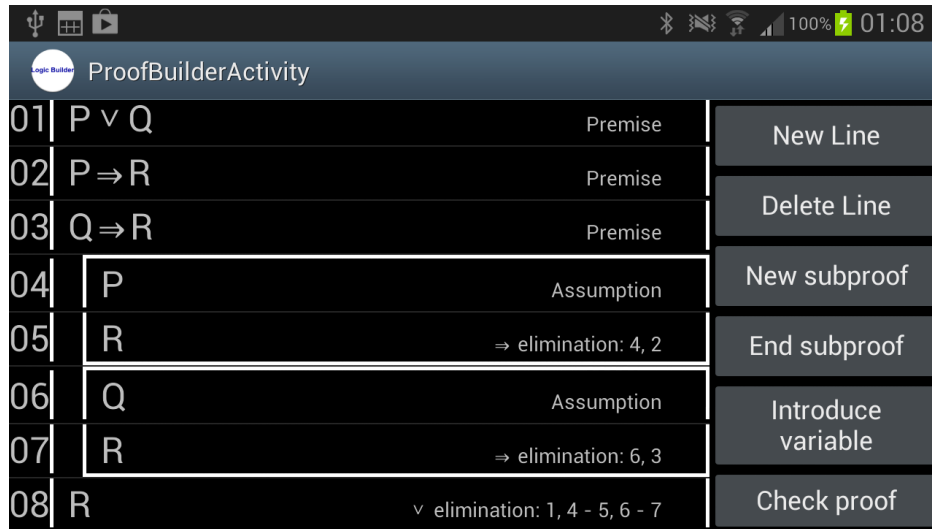 100% 01:08
Logic Builder ProofBuilderActivity
01 P ∨ Q Premise
02 P ⇒ R Premise
03 Q ⇒ R Premise
04 P Assumption
05 R ⇒ elimination: 4, 2
06 Q Assumption
07 R ⇒ elimination: 6, 3
08 R ∨ elimination: 1, 4 - 5, 6 - 7
New Line
Delete Line
New subproof
End subproof
Introduce
variable
Check proof